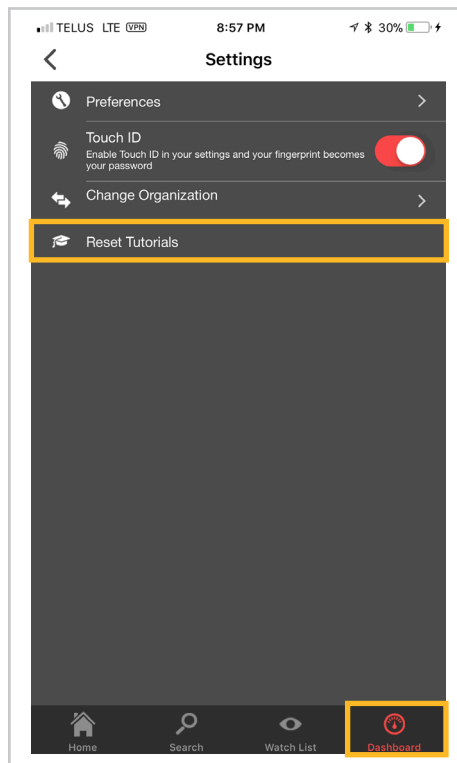 TELUS LTE VPN 8:57 PM 30%
Settings
Preferences
Touch ID
Enable Touch ID in your settings and your fingerprint becomes
your password
Change Organization
Reset Tutorials
Home Search Watch List Dashboard